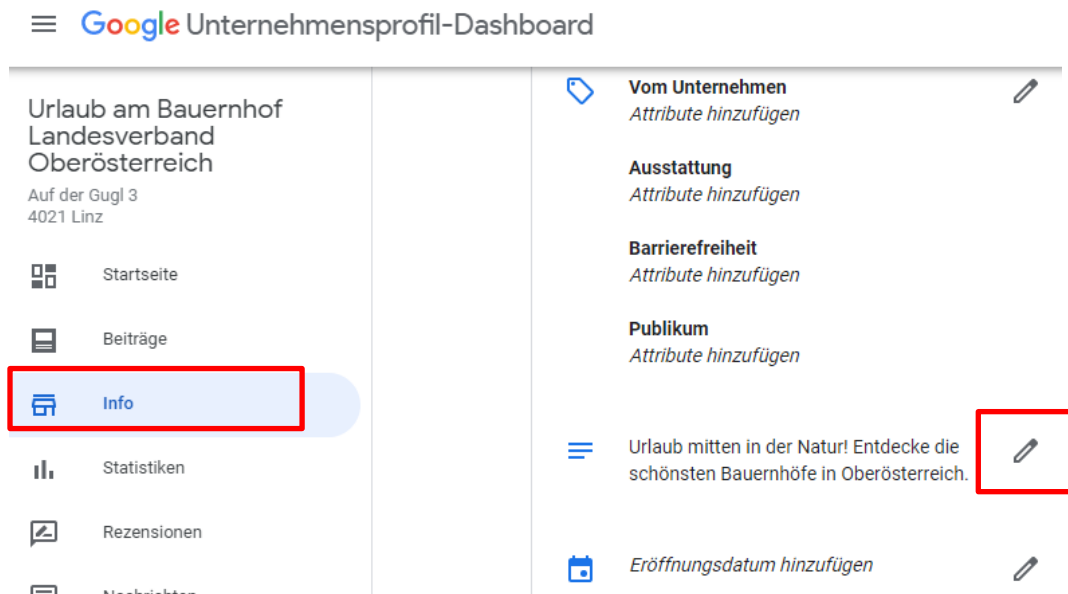 Google Unternehmensprofil-Dashboard
Urlaub am Bauernhof
Landesverband
Oberösterreich
Auf der Gugl 3
4021 Linz
Startseite
Beiträge
Info
Statistiken
Rezensionen
Nachrichten
Vom Unternehmen
Attribute hinzufügen
Ausstattung
Attribute hinzufügen
Barrierefreiheit
Attribute hinzufügen
Publikum
Attribute hinzufügen
Urlaub mitten in der Natur! Entdecke die
schönsten Bauernhöfe in Oberösterreich.
Eröffnungsdatum hinzufügen